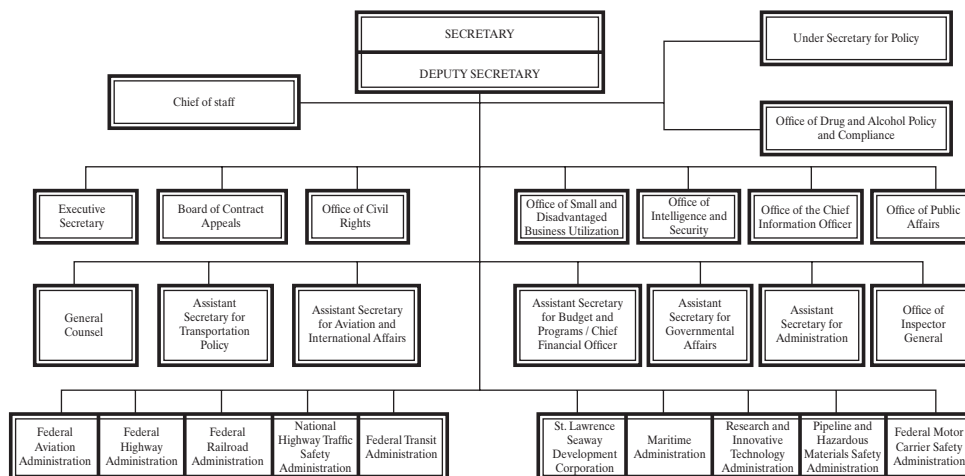 SECRETARY
DEPUTY SECRETARY
Under Secretary for Policy
Chief of staff
Office of Drug and Alcohol Policy
and Compliance
Executive
Secretary
Board of Contract
Appeals
Office of Civil
Rights
Office of Small and
Disadvantaged
Business Utilization
Office of
Intelligence and
Security
Office of the Chief
Information Officer
Office of Public
Affairs
General
Counsel
Assistant
Secretary for
Transportation
Policy
Assistant Secretary
for Aviation and
International Affairs
Assistant Secretary
for Budget and
Programs / Chief
Financial Officer
Assistant
Secretary for
Governmental
Affairs
Assistant
Secretary for
Administration
Office of
Inspector
General
Federal
Aviation
Administration
Federal
Highway
Administration
Federal
Railroad
Administration
National
Highway Traffic
Safety
Administration
Federal Transit
Administration
St. Lawrence
Seaway
Development
Corporation
Maritime
Administration
Research and
Innovative
Technology
Administration
Pipeline and
Hazardous
Materials Safety
Administration
Federal Motor
Carrier Safety
Administration